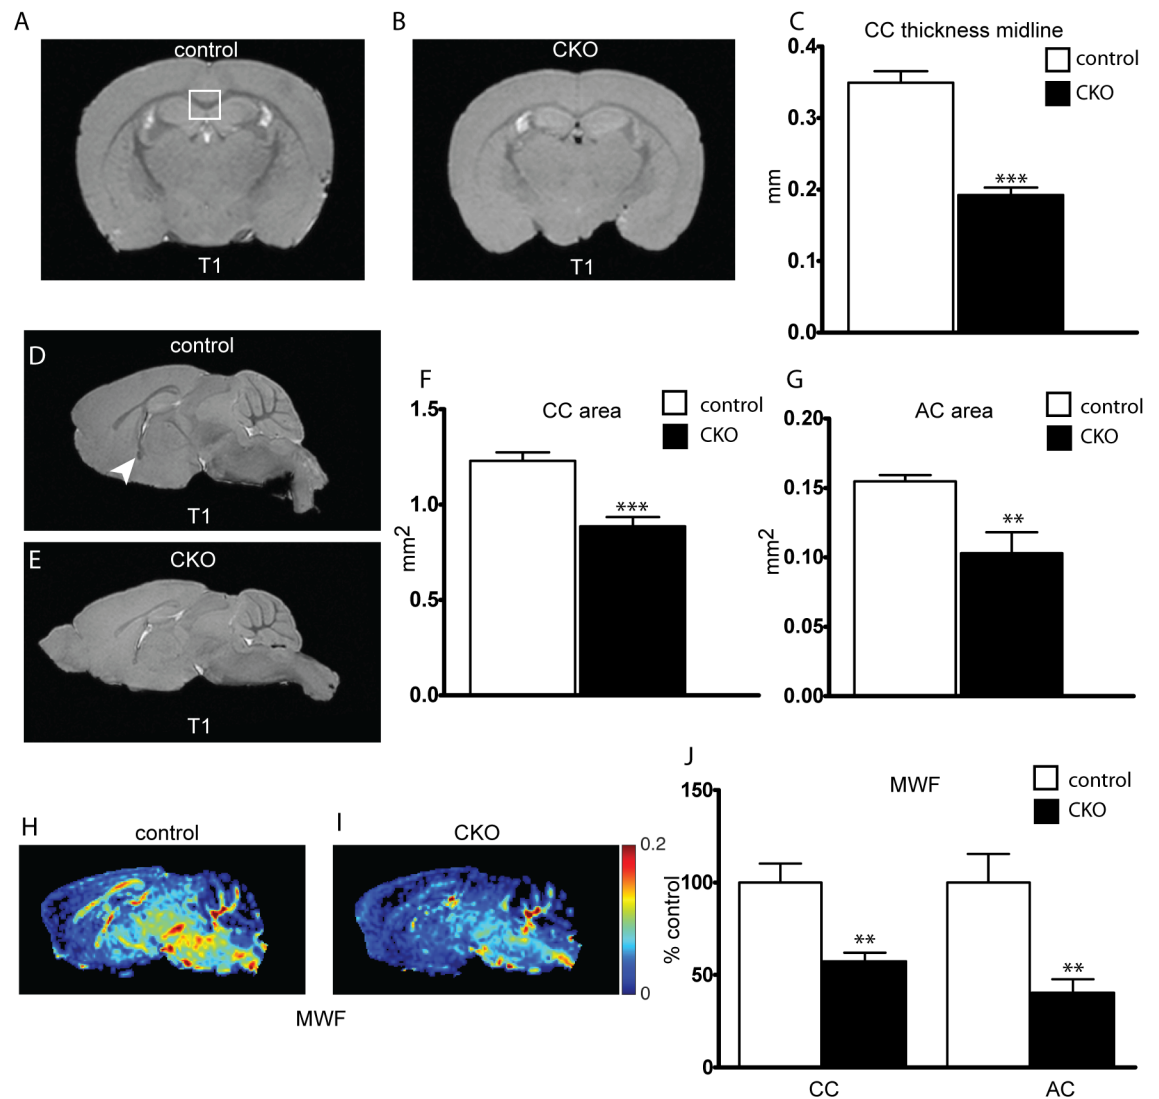 A
control
T1
B
CKO
T1
C
CC thickness midline
control
CKO
0.4
0.3
0.2
0.1
0.0
mm
***
D
control
T1
E
CKO
T1
F
CC area
control
CKO
1.5
1.0
0.5
0.0
mm2
***
G
AC area
control
CKO
0.20
0.15
0.10
0.05
0.00
mm2
**
H
control
I
CKO
0.2
0
MWF
J
MWF
control
CKO
150
100
50
0
% control
**
**
CC
AC